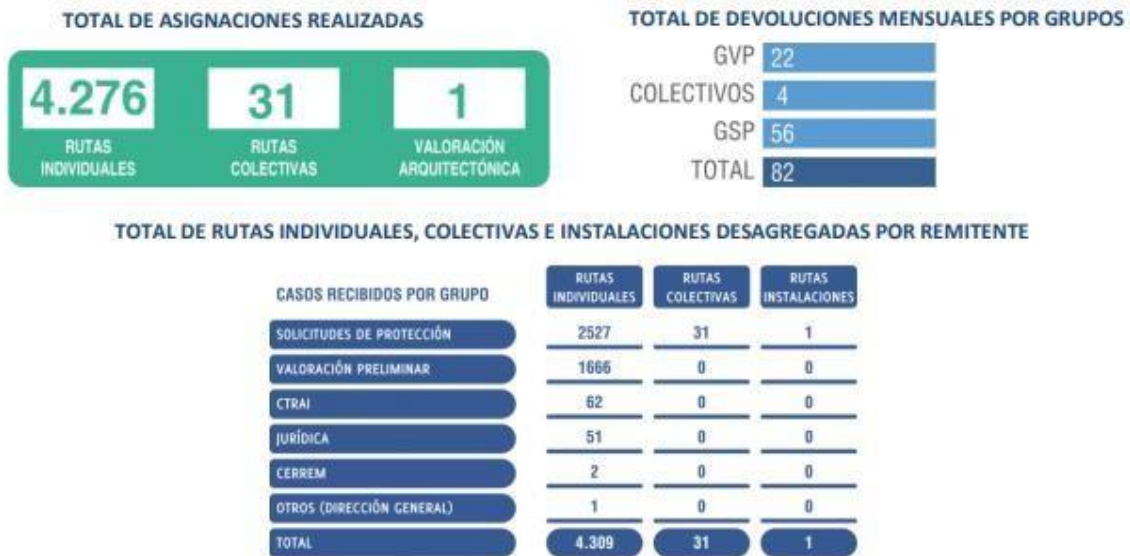 TOTAL DE ASIGNACIONES REALIZADAS
4.276
RUTAS
INDIVIDUALES
31
RUTAS
COLECTIVAS
1
VALORACIÓN
ARQUITECTÓNICA
TOTAL DE DEVOLUCIONES MENSUALES POR GRUPOS
GVP 22
COLECTIVOS 4
GSP 56
TOTAL 82
TOTAL DE RUTAS INDIVIDUALES, COLECTIVAS E INSTALACIONES DESAGREGADAS POR REMITENTE
CASOS RECIBIDOS POR GRUPO
RUTAS
INDIVIDUALES
RUTAS
COLECTIVAS
RUTAS
INSTALACIONES
SOLICITUDES DE PROTECCIÓN 2527 31 1
VALORACIÓN PRELIMINAR 1666 0 0
CTRAI 62 0 0
JURÍDICA 51 0 0
CERREM 2 0 0
OTROS (DIRECCIÓN GENERAL) 1 0 0
TOTAL 4.309 31 1